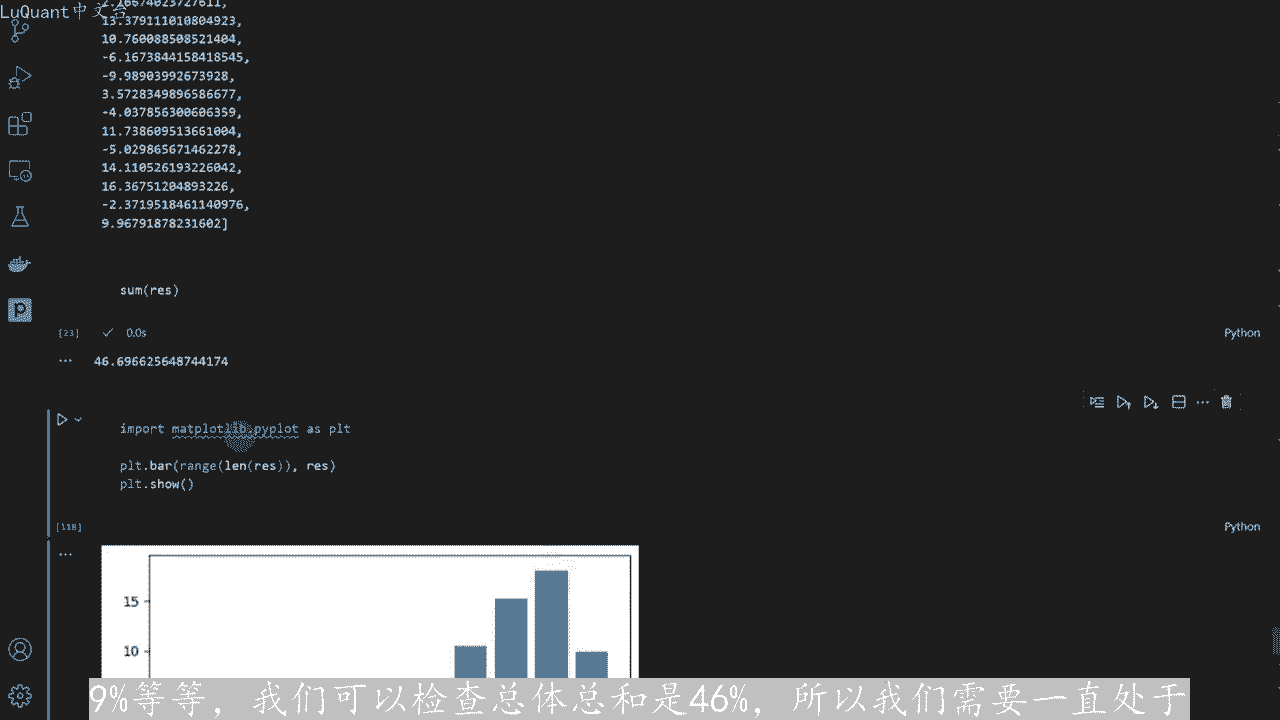 LuQuant中文台
13.379111010804923,
10.760088508521404,
-6.1673844158418545,
-9.98903992673928,
3.5728349896586677,
-4.037856300606359,
11.738609513661004,
-5.029865671462278,
14.110526193226042,
16.36751204893226,
-2.3719518461140976,
9.96791878231602]
sum(res)
[23] 0.0s
Python
46.696625648744174
import matplotlib.pyplot as plt
plt.bar(range(len(res)), res)
plt.show()
[118]
Python
15
10
9%等等，我们可以检查总体总和是46%，所以我们需要一直处于